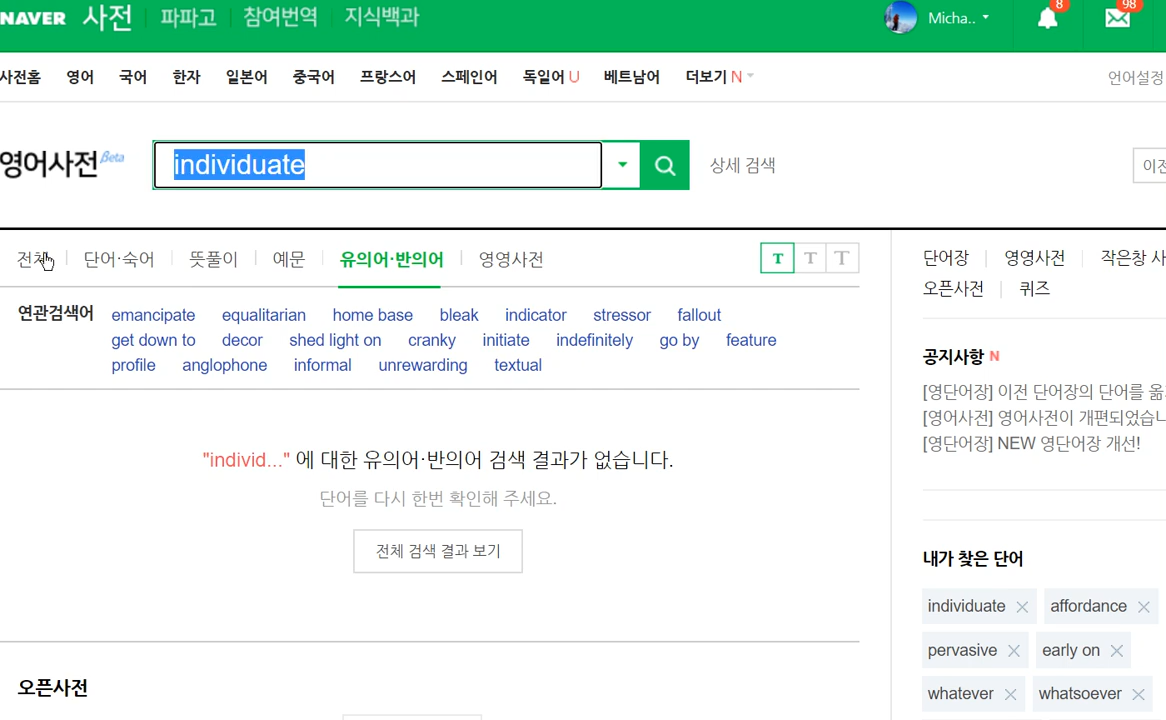 NAVER 사전 파파고 참여번역 지식백과 Micha.. 8 98
사전홈 영어 국어 한자 일본어 중국어 프랑스어 스페인어 독일어 U 베트남어 더보기 N 언어설정
영어사전 Beta individuate 상세 검색 이전
전체 단어·숙어 뜻풀이 예문 유의어·반의어 영영사전 T T T
연관검색어 emancipate equalitarian home base bleak indicator stressor fallout
get down to decor shed light on cranky initiate indefinitely go by feature
profile anglophone informal unrewarding textual
"individ..." 에 대한 유의어·반의어 검색 결과가 없습니다.
단어를 다시 한번 확인해 주세요.
전체 검색 결과 보기
오픈사전
단어장 영영사전 작은창 사
오픈사전 퀴즈
공지사항 N
[영단어장] 이전 단어장의 단어를
[영어사전] 영어사전이 개편되었습니
[영단어장] NEW 영단어장 개선!
내가 찾은 단어
individuate affordance
pervasive early on
whatever whatsoever